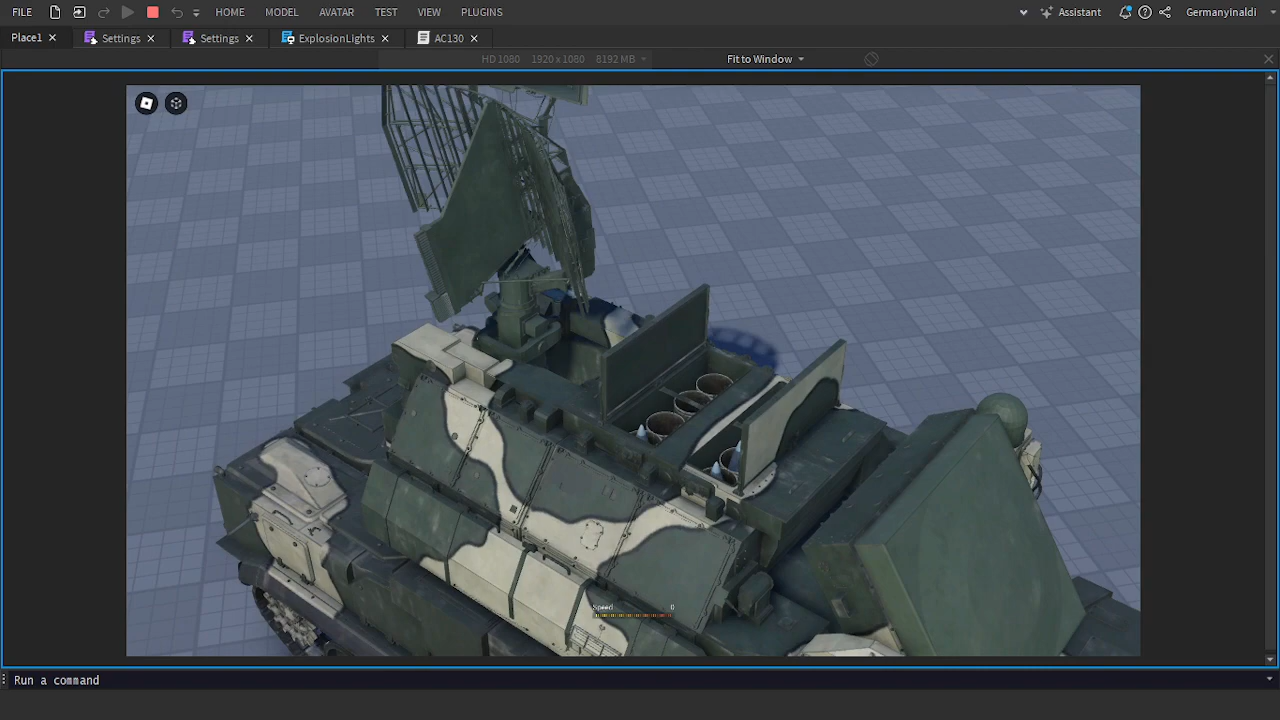 FILE HOME MODEL AVATAR TEST VIEW PLUGINS Assistant Germanyinaldi
Place1 Settings Settings ExplosionLights AC130
HD 1080 1920 x 1080 8192 MB Fit to Window
Speed 0
Run a command